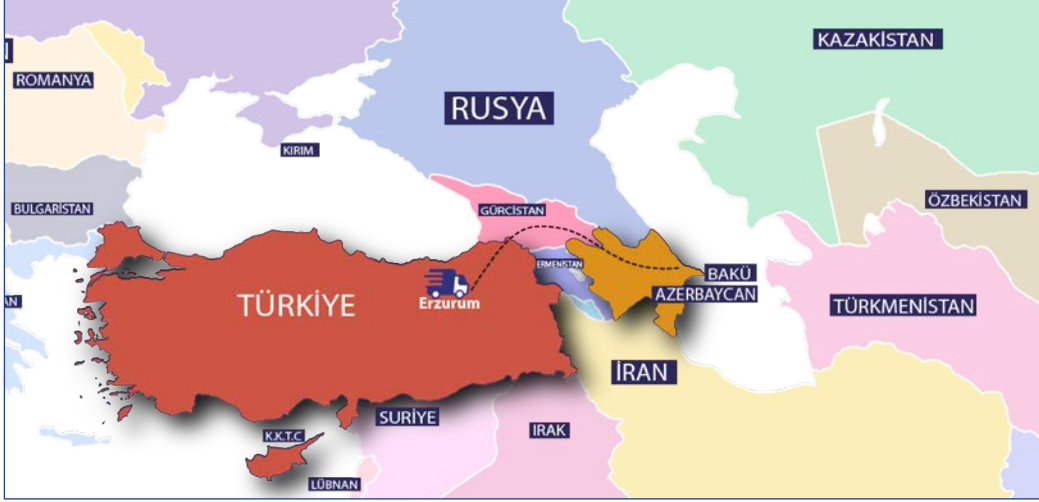 KAZAKİSTAN
ROMANYA
RUSYA
KIRIM
ÖZBEKİSTAN
BULGARİSTAN
GÜRCİSTAN
ERMENİSTAN
BAKÜ
AZERBAYCAN
TÜRKİYE
Erzurum
TÜRKMENİSTAN
İRAN
SURİYE
K.K.T.C
IRAK
LÜBNAN